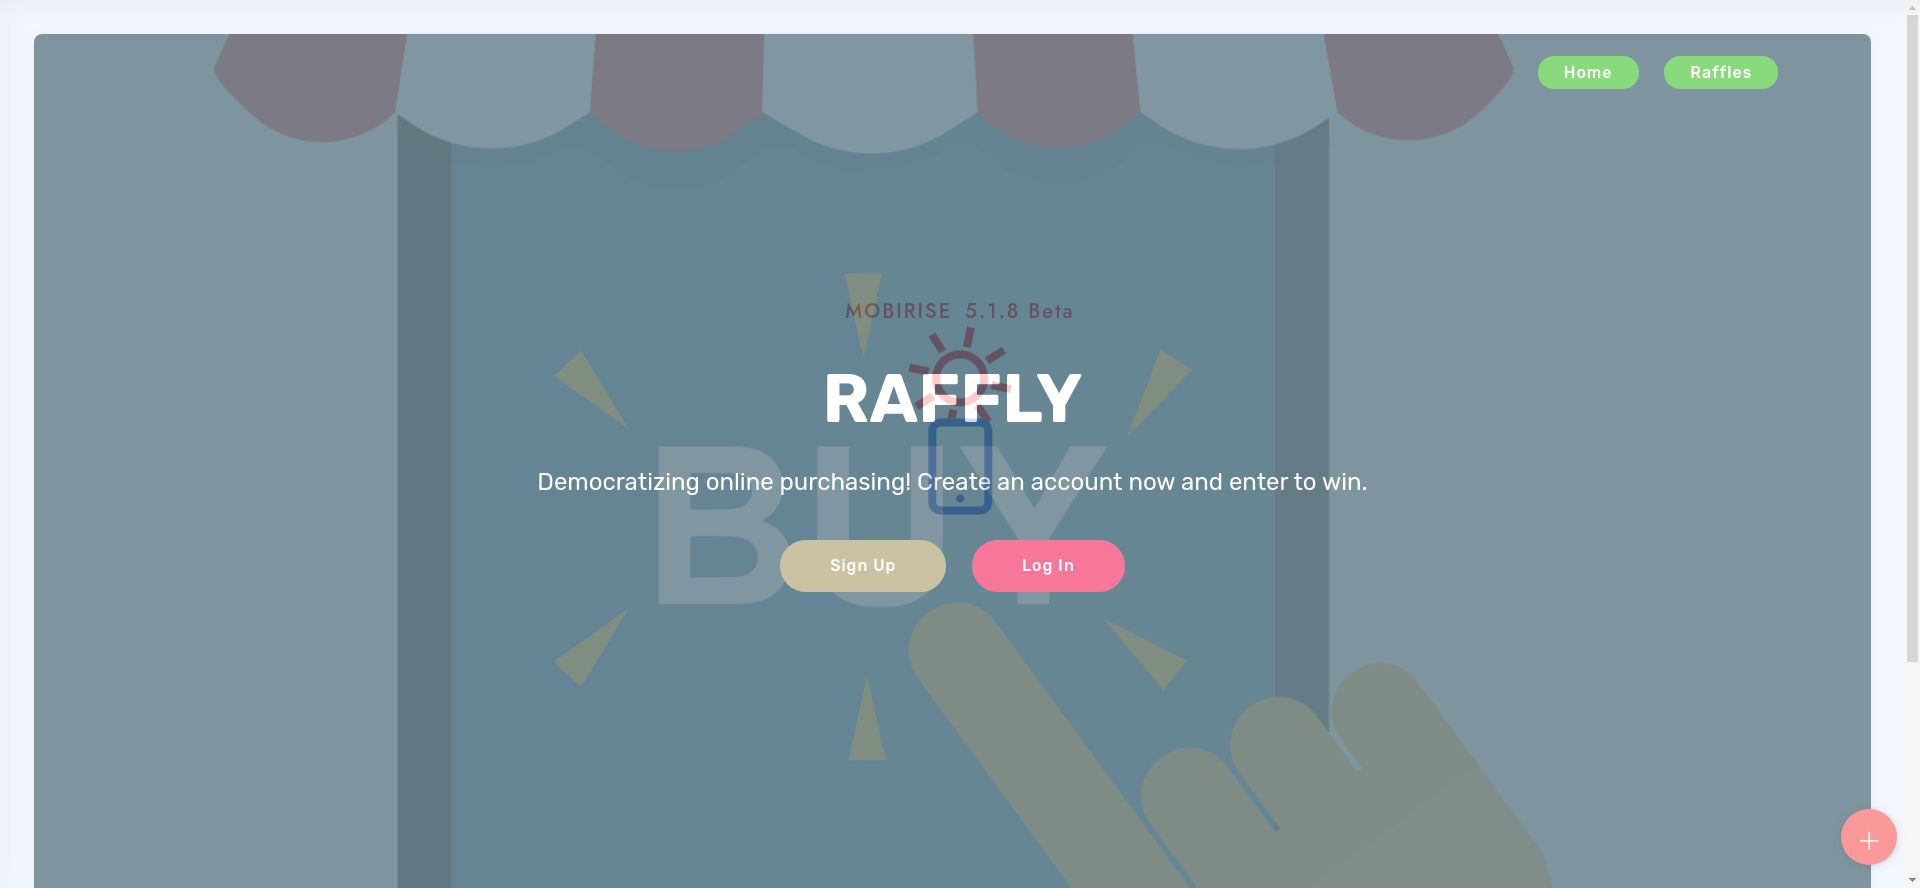 Home Raffles
MOBIRISE 5.1.8 Beta
RAFFLY
BUY
Democratizing online purchasing! Create an account now and enter to win.
Sign Up Log In